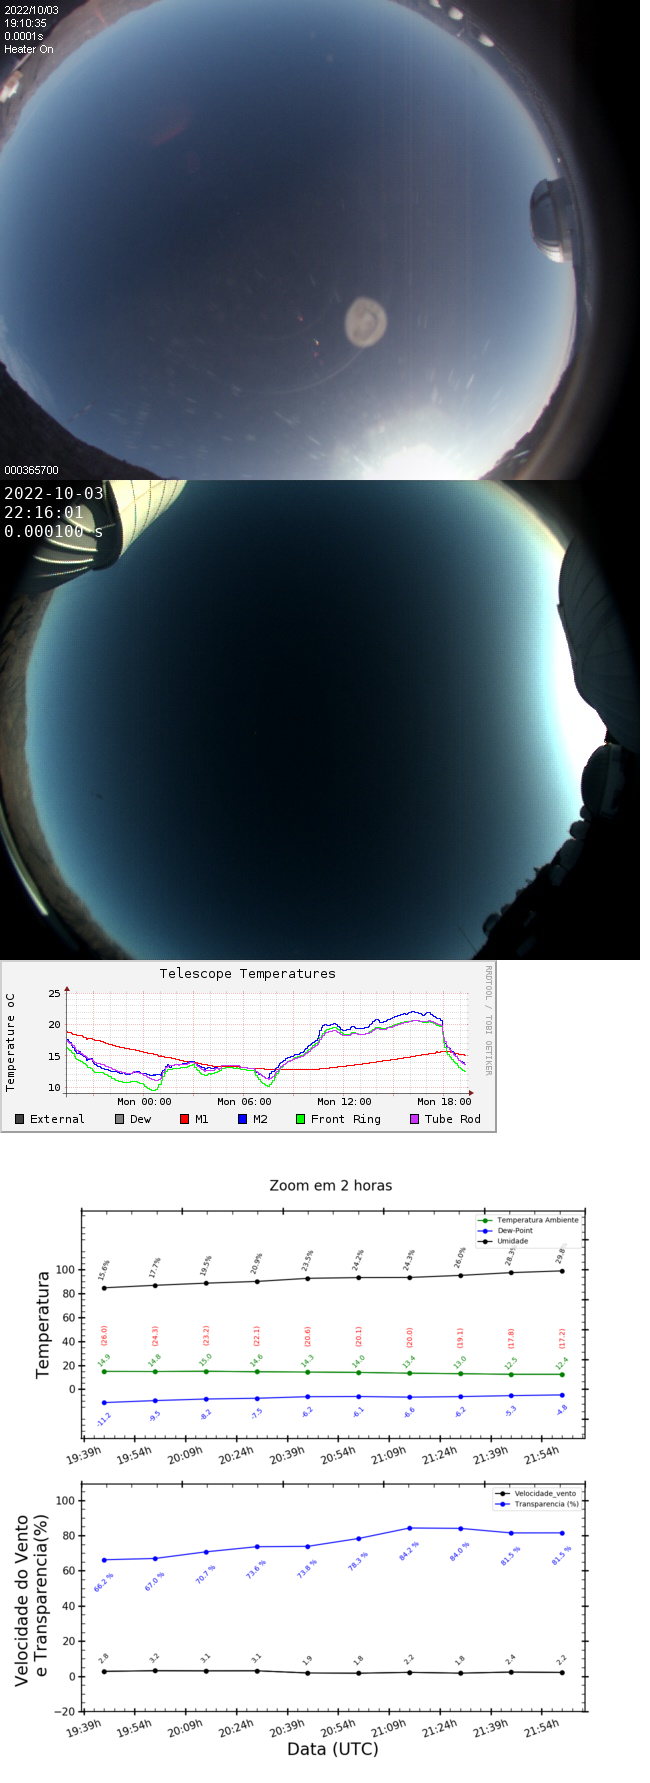 2022/10/03
19:10:35
0.0001s
Heater On
000365700
2022-10-03
22:16:01
0.000100 s
Telescope Temperatures
RRDTOOL / TOBI OETIKER
Temperature oC
25
20
15
10
Mon 00:00 Mon 06:00 Mon 12:00 Mon 18:00
External Dew M1 M2 Front Ring Tube Rod
Zoom em 2 horas
Temperatura Ambiente
Dew-Point
Umidade
Temperatura
100
80
60
40
20
0
15.6% 17.7% 19.5% 20.9% 23.5% 24.2% 24.3% 26.0% 28.3% 29.8%
(26.0) (24.3) (23.2) (22.1) (20.6) (20.1) (20.0) (19.1) (17.8) (17.2)
14.9 14.8 15.0 14.6 14.3 14.0 13.4 13.0 12.5 12.4
-11.2 -9.5 -8.2 -7.5 -6.2 -6.1 -6.6 -6.2 -5.3 -4.8
19:39h 19:54h 20:09h 20:24h 20:39h 20:54h 21:09h 21:24h 21:39h 21:54h
Velocidade_vento
Transparencia (%)
Velocidade do Vento
e Transparencia(%)
100
80
60
40
20
0
−20
66.2 % 67.0 % 70.7 % 73.6 % 73.8 % 78.3 % 84.2 % 84.0 % 81.5 % 81.5 %
2.8 3.2 3.1 3.1 1.9 1.8 2.2 1.8 2.4 2.2
19:39h 19:54h 20:09h 20:24h 20:39h 20:54h 21:09h 21:24h 21:39h 21:54h
Data (UTC)